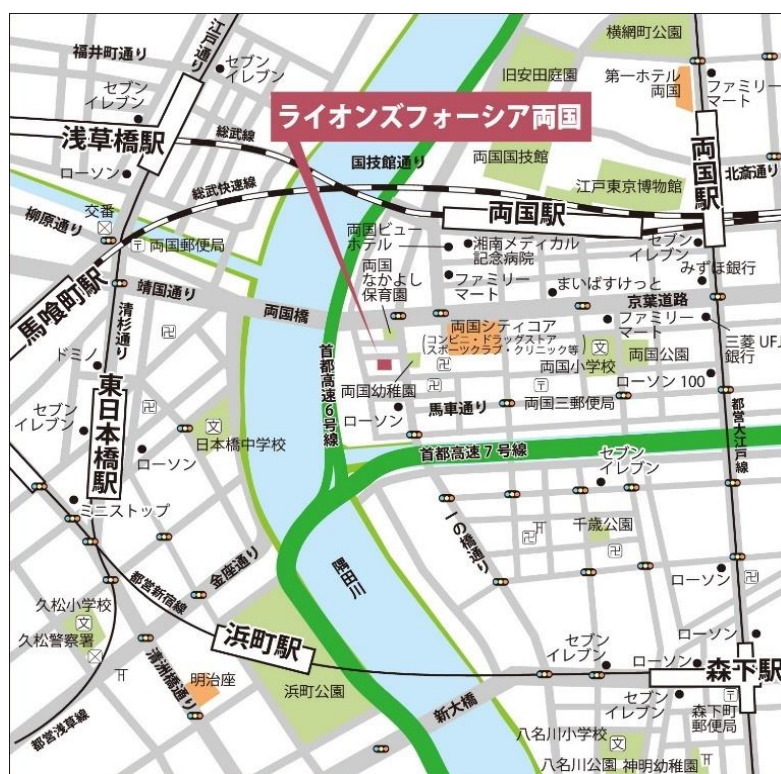 福井町通り
江戸通り
セブン
イレブン
セブン
イレブン
浅草橋駅
ローソン
総武線
総武快速線
柳原通り
交番
両国郵便局
馬喰町駅
靖国通り
清杉通り
両国橋
ライオンズフォーシア両国
国技館通り
旧安田庭園
横網町公園
第一ホテル
両国
ファミリー
マート
両国国技館
江戸東京博物館
両国駅
北斎通り
両国駅
両国ビュー
ホテル
湘南メディカル
記念病院
セブン
イレブン
みずほ銀行
両国
なかよし
保育園
ファミリー
マート
まいばすけっと
京葉道路
両国シティコア
(コンビニ・ドラッグストア
スポーツクラブ・クリニック等)
文
ファミリー
マート
両国公園
三菱 UFJ
銀行
両国小学校
ローソン 100
両国幼稚園
ローソン
馬車通り
両国三郵便局
首都高速6号線
首都高速7号線
都営大江戸線
ドミノ
東日本橋駅
セブン
イレブン
ローソン
文
日本橋中学校
ミニストップ
セブン
イレブン
一の橋通り
千歳公園
隅田川
金座通り
都営新宿線
久松小学校
文
久松警察署
浜町駅
清洲橋通り
明治座
浜町公園
都営浅草線
新大橋
ローソン
ローソン
セブン
イレブン
ローソン
森下駅
セブン
イレブン
森下町
郵便局
八名川小学校
文
八名川公園
神明幼稚園